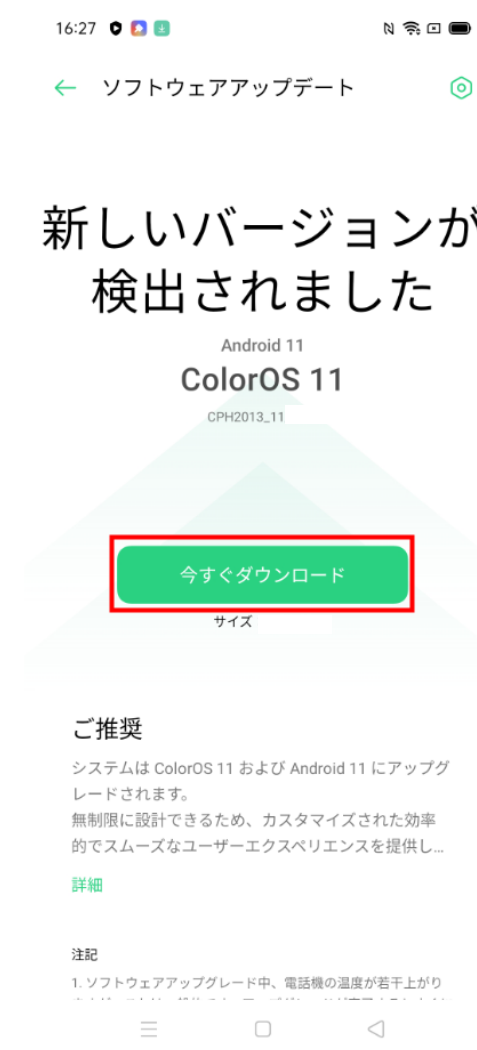 16:27
ソフトウェアアップデート
新しいバージョンが
検出されました
Android 11
ColorOS 11
CPH2013_11
今すぐダウンロード
サイズ
ご推奨
システムは ColorOS 11 および Android 11 にアップグ
レードされます。
無制限に設計できるため、カスタマイズされた効率
的でスムーズなユーザーエクスペリエンスを提供し...
詳細
注記
1. ソフトウェアアップグレード中、電話機の温度が若干上がり